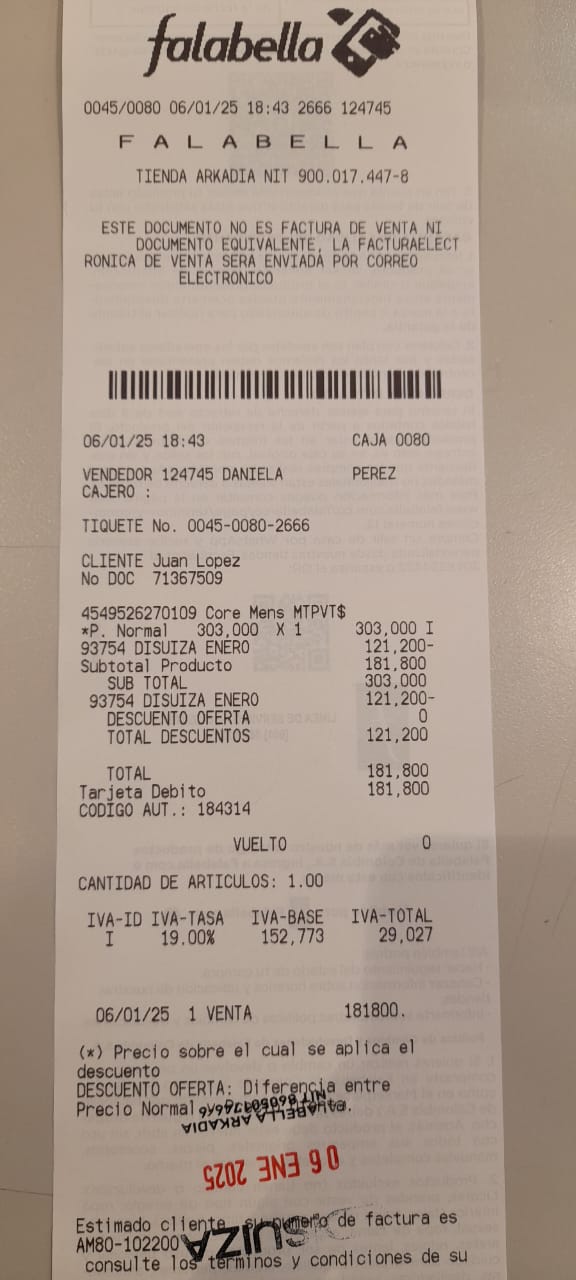 falabella
0045/0080 06/01/25 18:43 2666 124745
F A L A B E L L A
TIENDA ARKADIA NIT 900.017.447-8
ESTE DOCUMENTO NO ES FACTURA DE VENTA NI
DOCUMENTO EQUIVALENTE, LA FACTURAELECT
RONICA DE VENTA SERA ENVIADA POR CORREO
ELECTRONICO
06/01/25 18:43 CAJA 0080
VENDEDOR 124745 DANIELA PEREZ
CAJERO :
TIQUETE No. 0045-0080-2666
CLIENTE Juan Lopez
No DOC 71367509
4549526270109 Core Mens MTPVT$
*P. Normal 303,000 X 1 303,000 I
93754 DISUIZA ENERO 121,200-
Subtotal Producto 181,800
SUB TOTAL 303,000
93754 DISUIZA ENERO 121,200-
DESCUENTO OFERTA 0
TOTAL DESCUENTOS 121,200
TOTAL 181,800
Tarjeta Debito 181,800
CODIGO AUT.: 184314
VUELTO 0
CANTIDAD DE ARTICULOS: 1.00
IVA-ID IVA-TASA IVA-BASE IVA-TOTAL
I 19.00% 152,773 29,027
06/01/25 1 VENTA 181800.
(*) Precio sobre el cual se aplica el
descuento
DESCUENTO OFERTA: Diferencia entre
Precio Normal
FALABELLA ARKADIA
06 ENE 2025
Estimado cliente, su numero de factura es
AM80-102200
SUIZA
consulte los terminos y condiciones de su